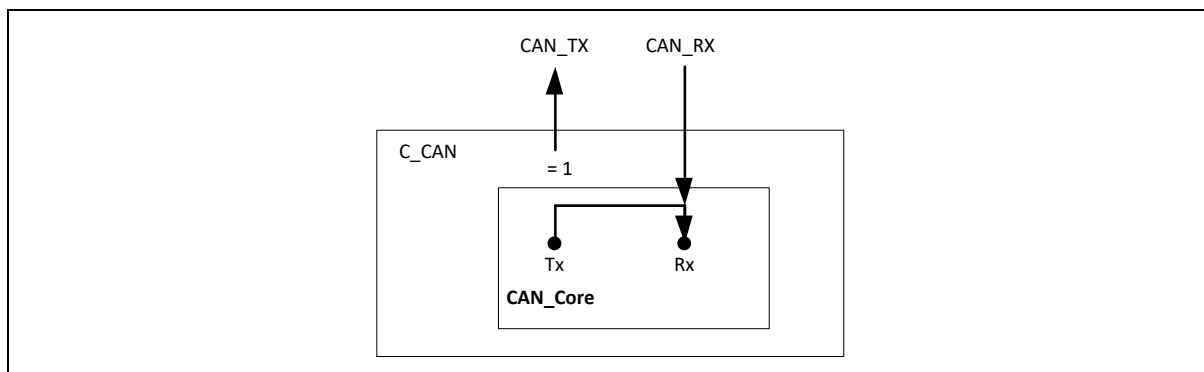 CAN_TX CAN_RX
C_CAN
= 1
Tx Rx
CAN_Core